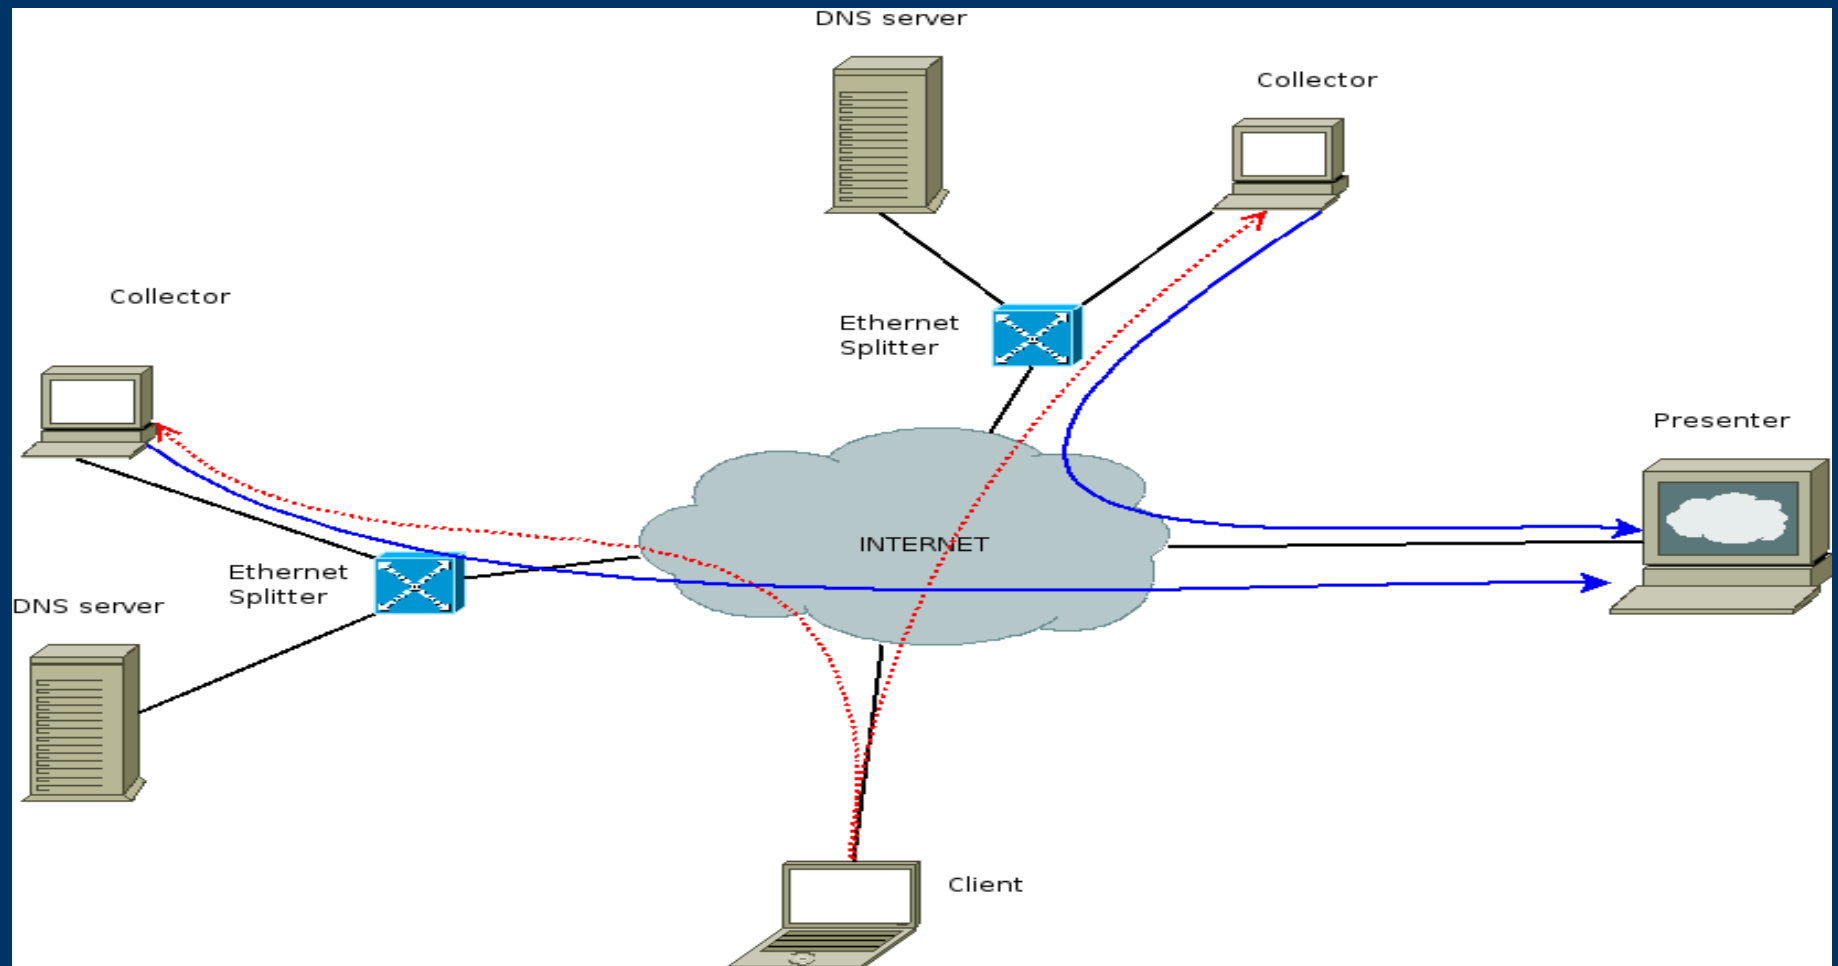 DNS server
Collector
Collector
Ethernet
Splitter
Presenter
INTERNET
Ethernet
Splitter
DNS server
Client